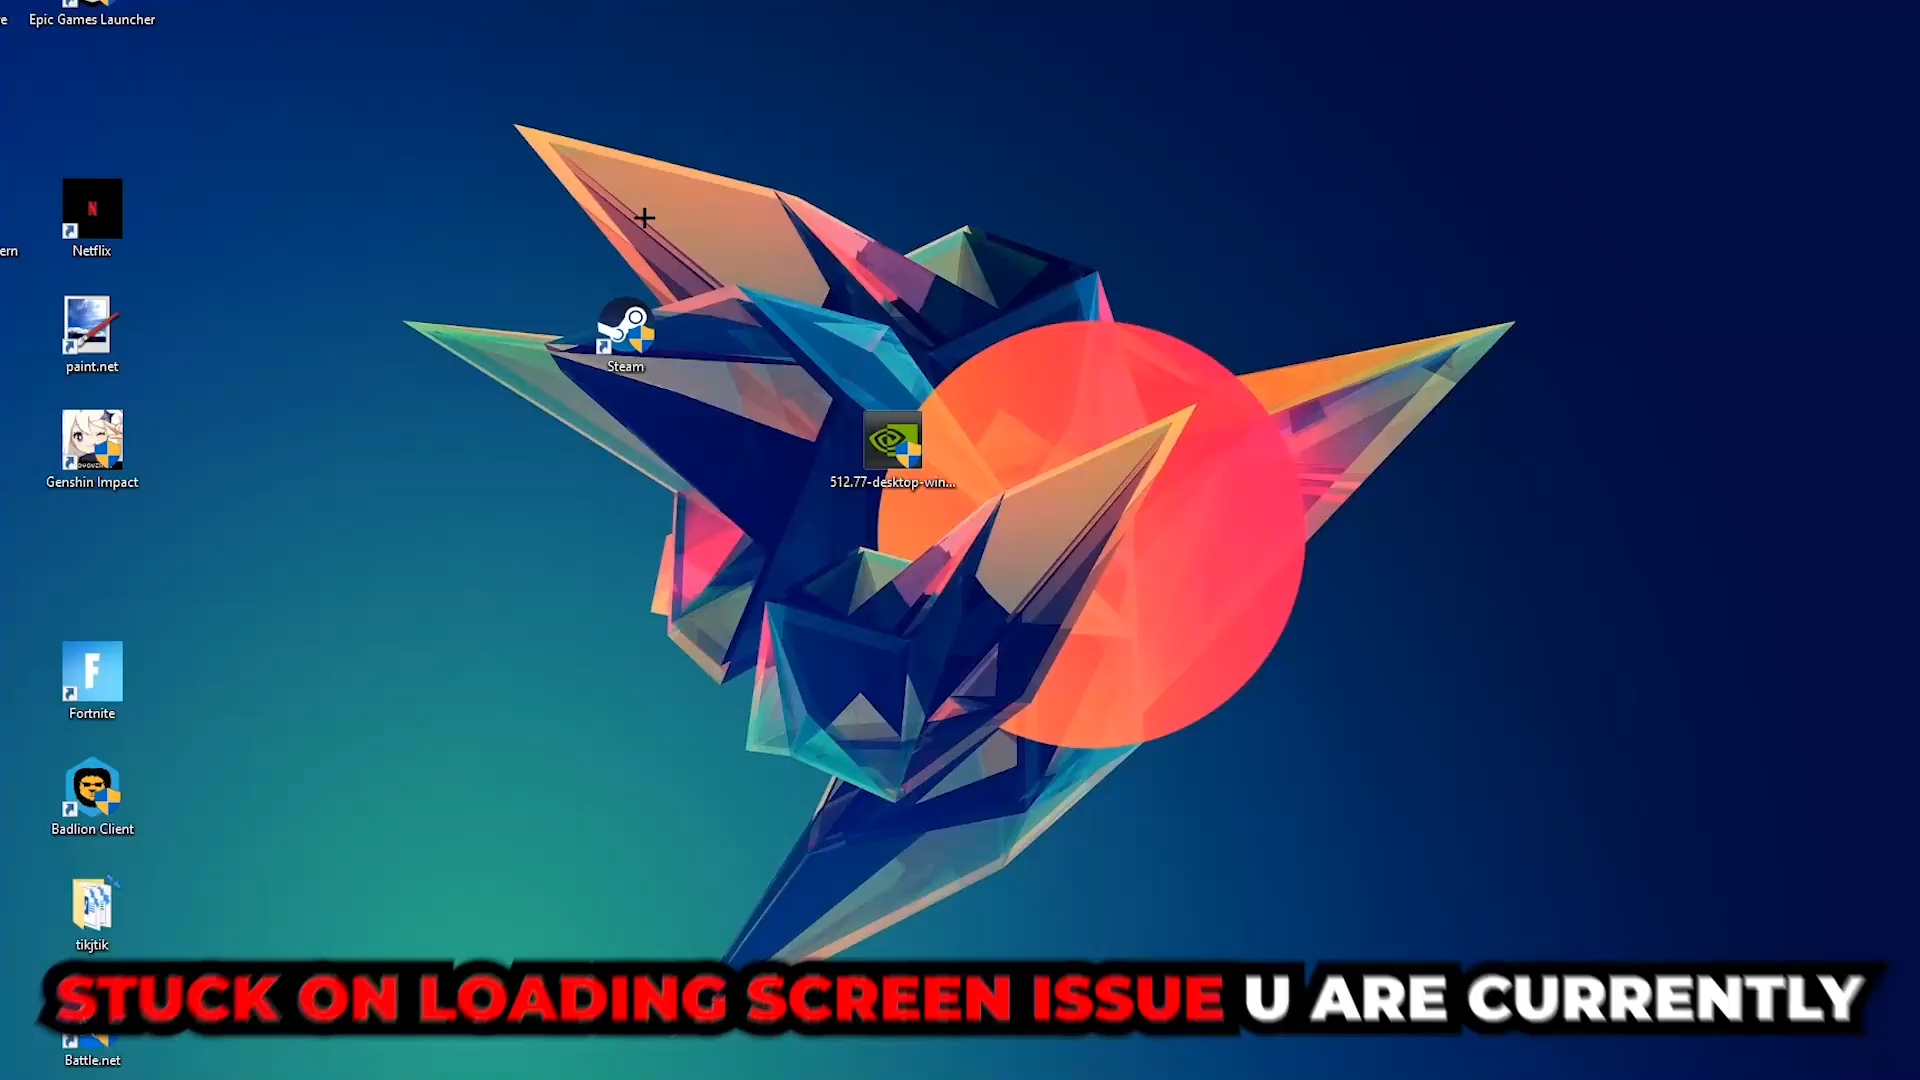 Epic Games Launcher
ern
Netflix
paint.net
Steam
Genshin Impact
512.77-desktop-win...
F
Fortnite
Badlion Client
tikjtik
STUCK ON LOADING SCREEN ISSUE U ARE CURRENTLY
Battle.net